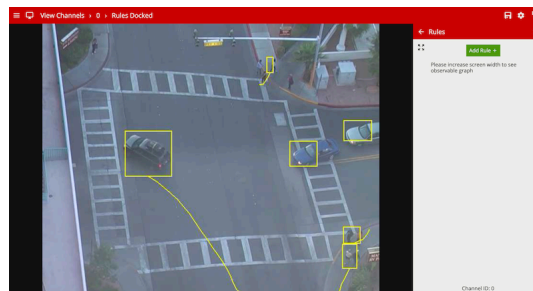 View Channels › 0 › Rules Docked
← Rules
Add Rule +
Please increase screen width to see
observable graph
Channel ID: 0